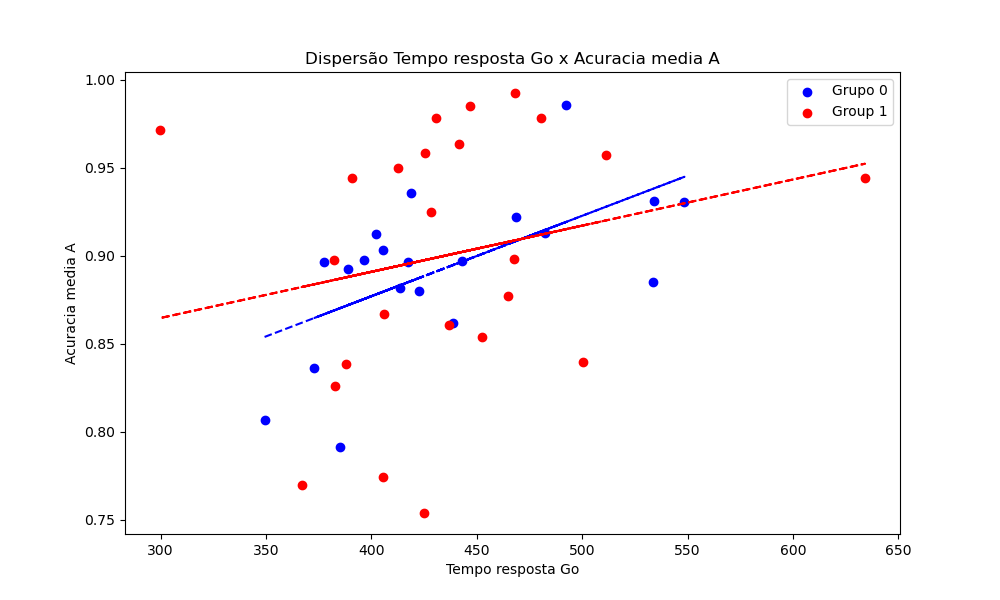 Dispersão Tempo resposta Go x Acuracia media A
Grupo 0
Group 1
1.00
0.95
0.90
0.85
0.80
0.75
Acuracia media A
300 350 400 450 500 550 600 650
Tempo resposta Go